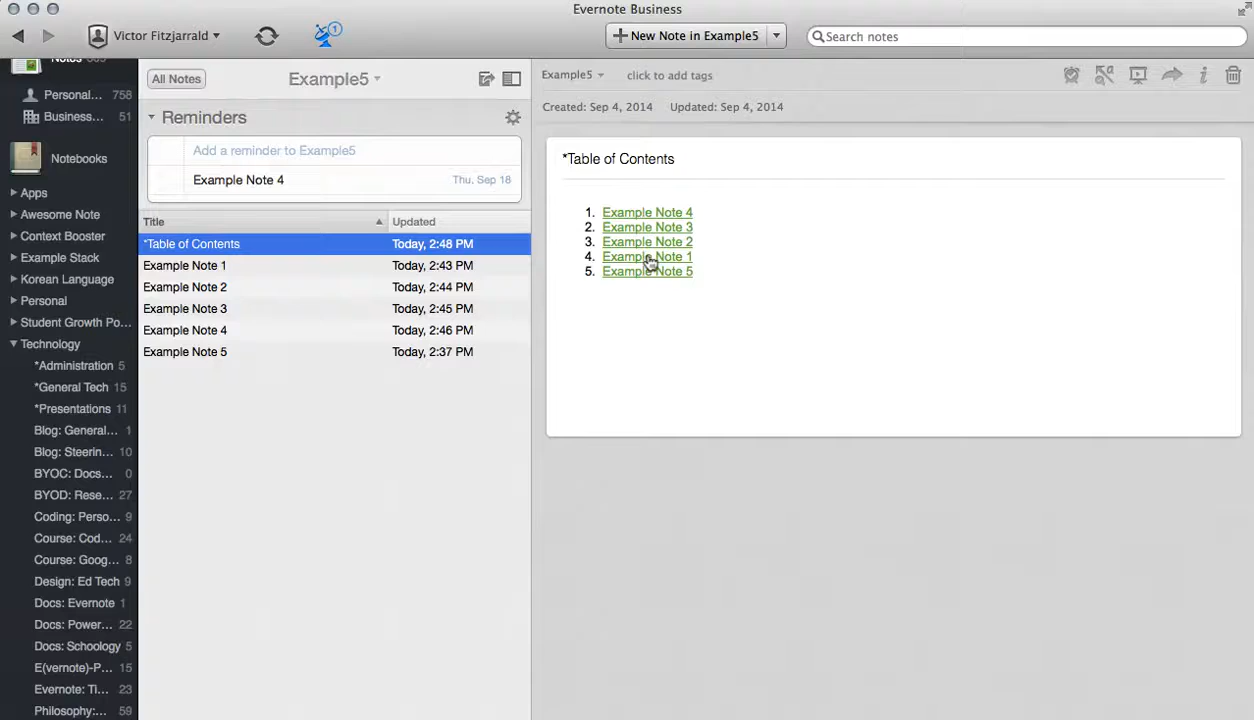 Evernote Business
Victor Fitzjarrald
1
New Note in Example5
Search notes
Personal... 758
Business... 51
Notebooks
Apps
Awesome Note
Context Booster
Example Stack
Korean Language
Personal
Student Growth Po...
Technology
*Administration 5
*General Tech 15
*Presentations 11
Blog: General... 1
Blog: Steerin... 10
BYOC: Docs... 0
BYOD: Rese... 27
Coding: Perso... 9
Course: Cod... 24
Course: Goog... 8
Design: Ed Tech 9
Docs: Evernote 1
Docs: Power... 22
Docs: Schoology 5
E(vernote)-P... 15
Evernote: Ti... 23
Philosophy:... 59
All Notes
Example5
Reminders
Add a reminder to Example5
Example Note 4 Thu. Sep 18
Title Updated
*Table of Contents Today, 2:48 PM
Example Note 1 Today, 2:43 PM
Example Note 2 Today, 2:44 PM
Example Note 3 Today, 2:45 PM
Example Note 4 Today, 2:46 PM
Example Note 5 Today, 2:37 PM
Example5 click to add tags
Created: Sep 4, 2014 Updated: Sep 4, 2014
*Table of Contents
1. Example Note 4
2. Example Note 3
3. Example Note 2
4. Example Note 1
5. Example Note 5